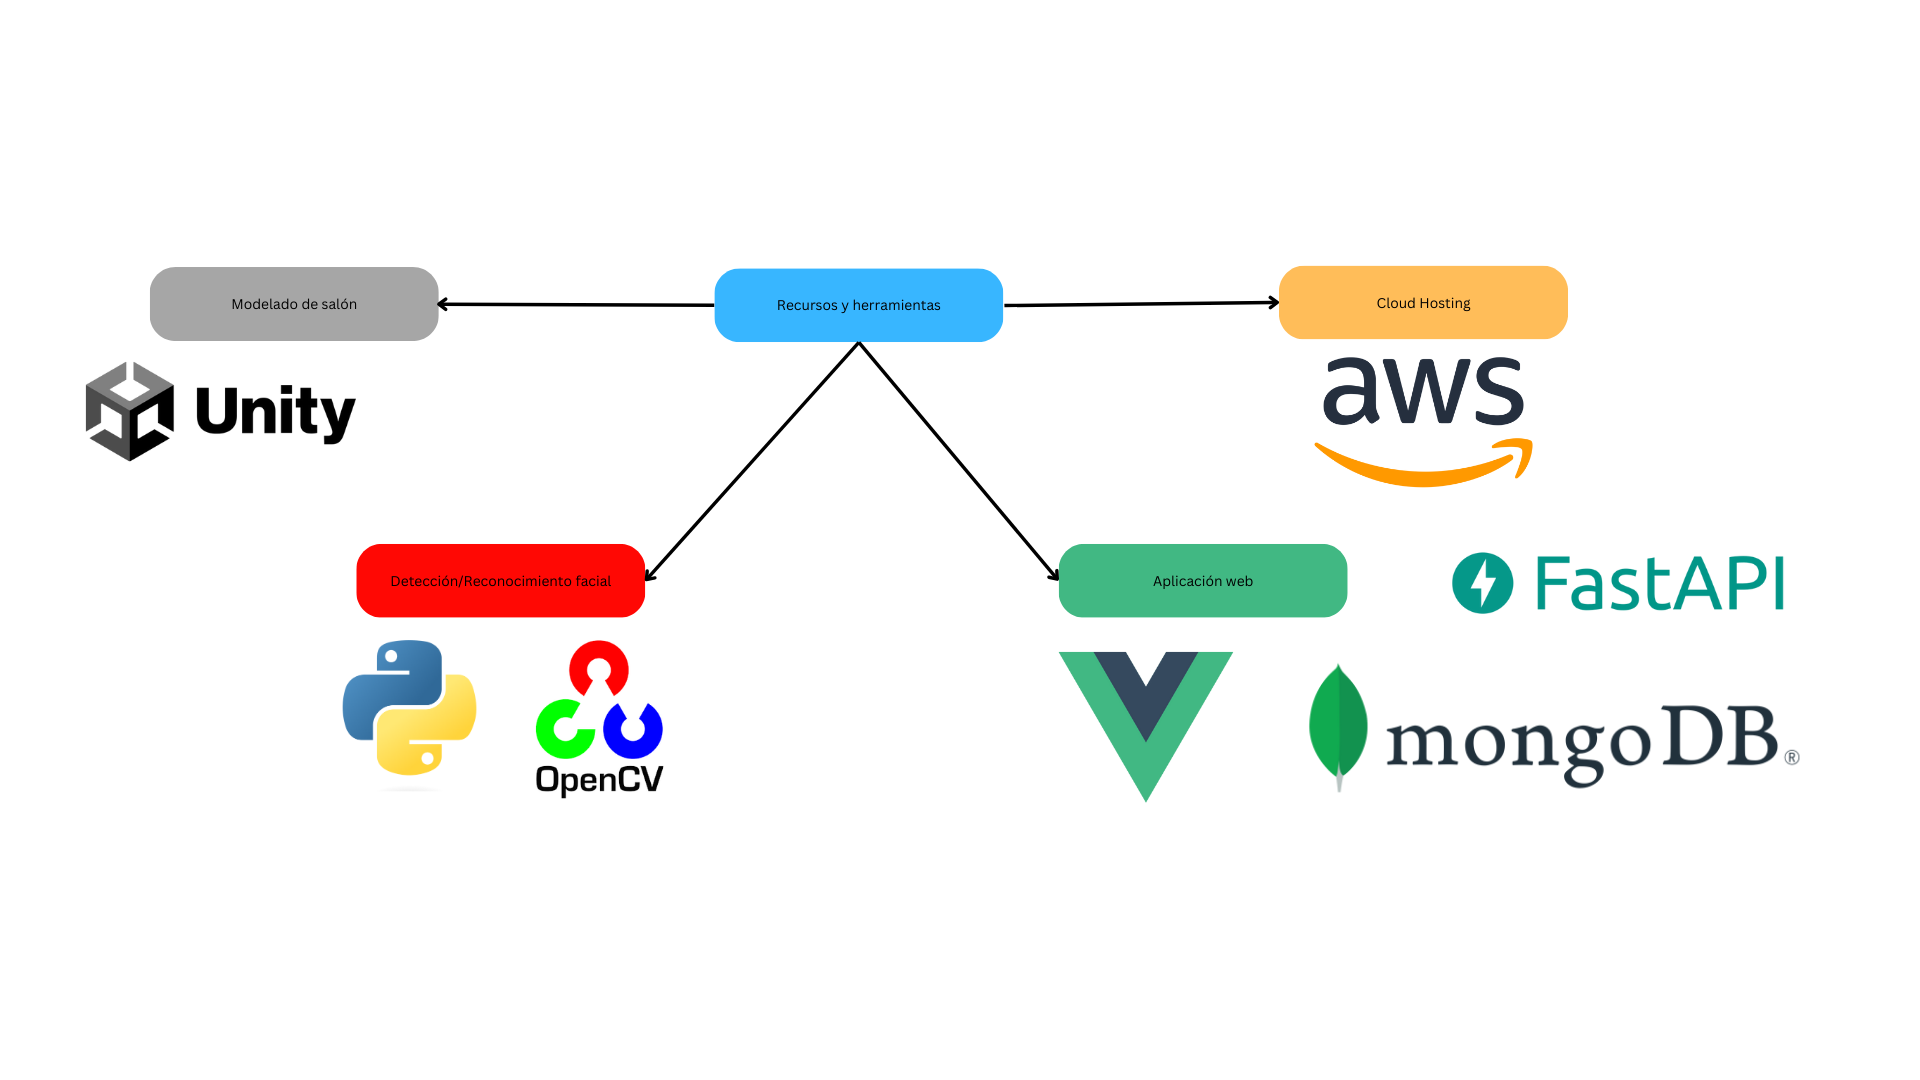 Modelado de salón
Recursos y herramientas
Cloud Hosting
Unity
aws
Detección/Reconocimiento facial
Aplicación web
FastAPI
OpenCV
mongoDB®